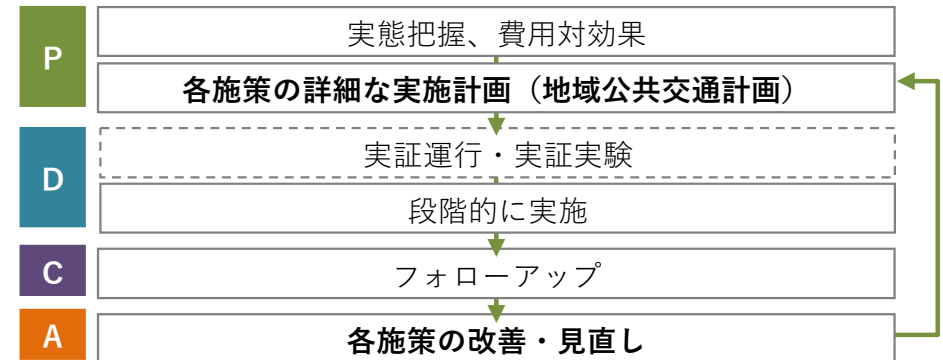 P
実態把握、費用対効果
各施策の詳細な実施計画（地域公共交通計画）
D
実証運行・実証実験
段階的に実施
C
フォローアップ
A
各施策の改善・見直し